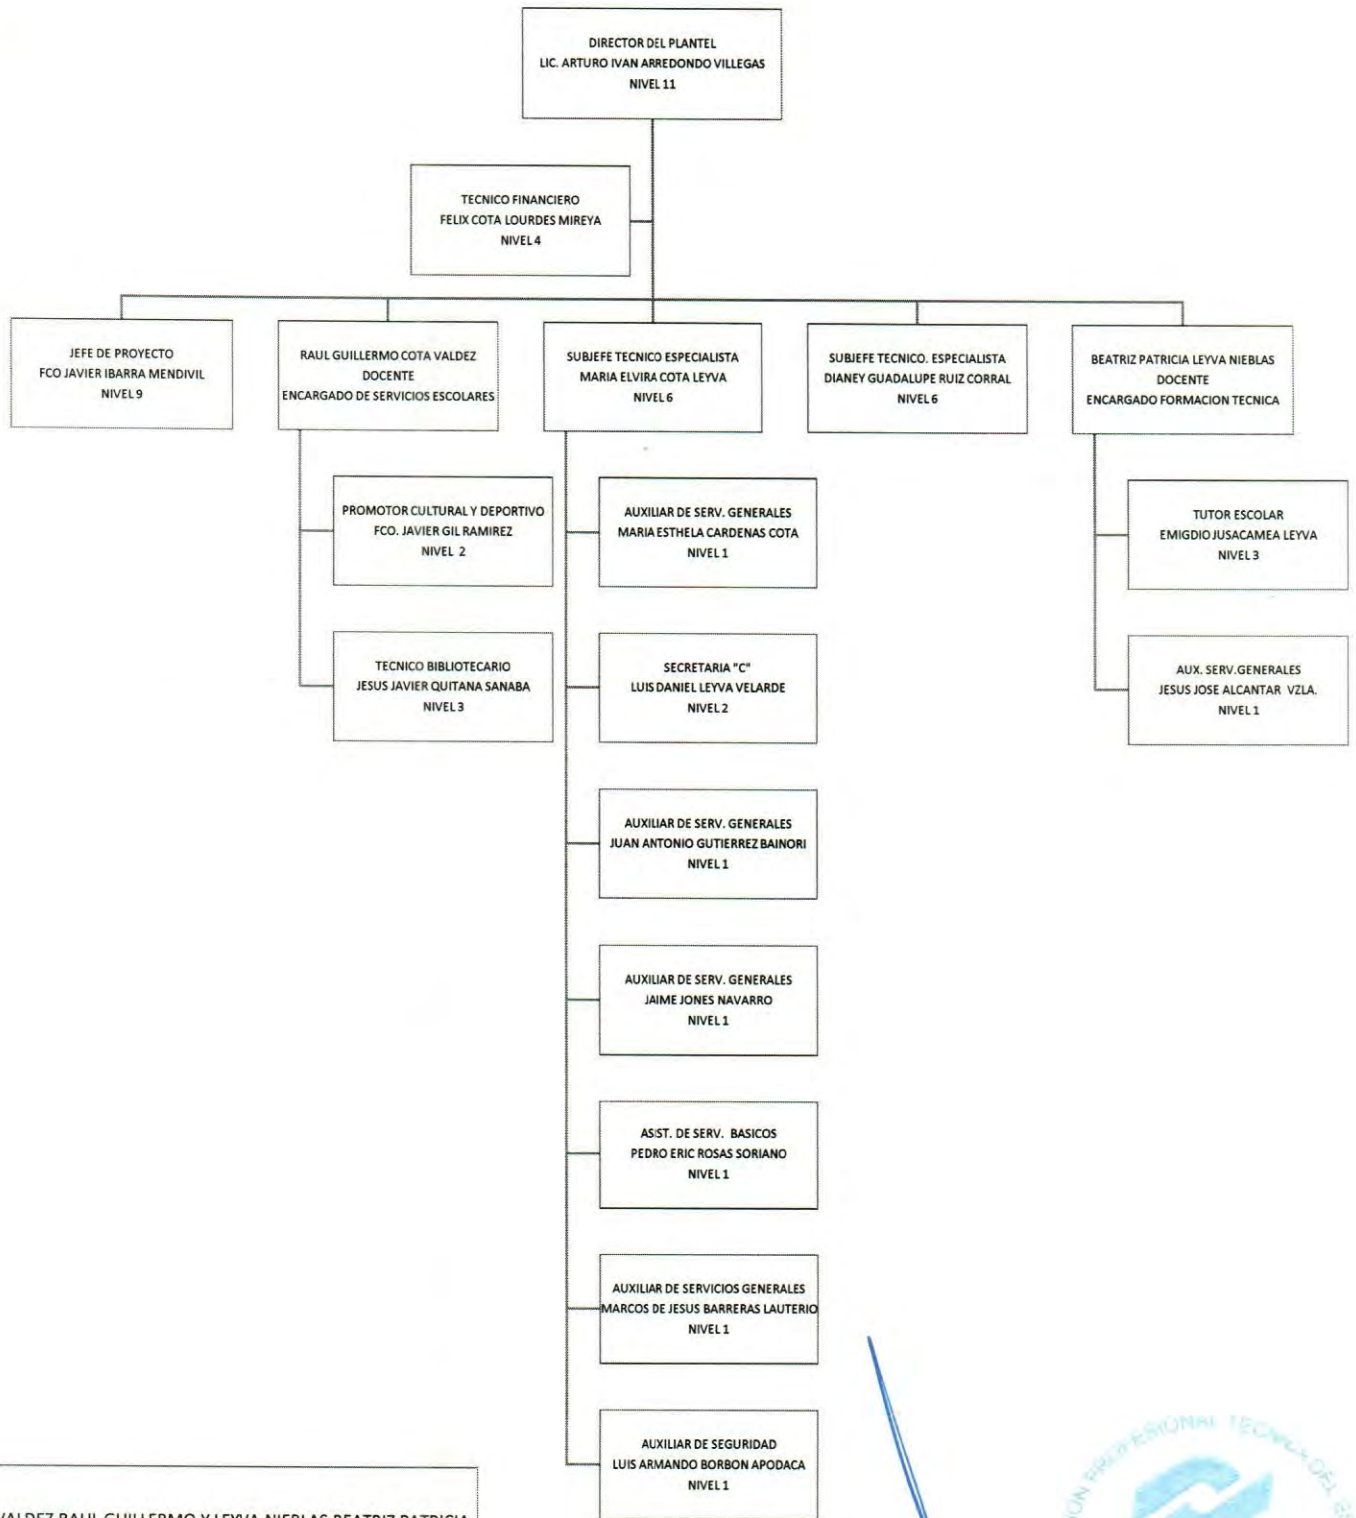 DIRECTOR DEL PLANTEL
LIC. ARTURO IVAN ARREDONDO VILLEGAS
NIVEL 11
TECNICO FINANCIERO
FELIX COTA LOURDES MIREYA
NIVEL 4
JEFE DE PROYECTO
FCO JAVIER IBARRA MENDIVIL
NIVEL 9
RAUL GUILLERMO COTA VALDEZ
DOCENTE
ENCARGADO DE SERVICIOS ESCOLARES
SUBJEFE TECNICO ESPECIALISTA
MARIA ELVIRA COTA LEYVA
NIVEL 6
SUBJEFE TECNICO. ESPECIALISTA
DIANEY GUADALUPE RUIZ CORRAL
NIVEL 6
BEATRIZ PATRICIA LEYVA NIEBLAS
DOCENTE
ENCARGADO FORMACION TECNICA
PROMOTOR CULTURAL Y DEPORTIVO
FCO. JAVIER GIL RAMIREZ
NIVEL 2
TECNICO BIBLIOTECARIO
JESUS JAVIER QUITANA SANABA
NIVEL 3
AUXILIAR DE SERV. GENERALES
MARIA ESTHELA CARDENAS COTA
NIVEL 1
SECRETARIA "C"
LUIS DANIEL LEYVA VELARDE
NIVEL 2
AUXILIAR DE SERV. GENERALES
JUAN ANTONIO GUTIERREZ BAINORI
NIVEL 1
AUXILIAR DE SERV. GENERALES
JAIME JONES NAVARRO
NIVEL 1
ASIST. DE SERV. BASICOS
PEDRO ERIC ROSAS SORIANO
NIVEL 1
AUXILIAR DE SERVICIOS GENERALES
MARCOS DE JESUS BARRERAS LAUTERIO
NIVEL 1
AUXILIAR DE SEGURIDAD
LUIS ARMANDO BORBON APODACA
NIVEL 1
TUTOR ESCOLAR
EMIGDIO JUSACAMEA LEYVA
NIVEL 3
AUX. SERV.GENERALES
JESUS JOSE ALCANTAR VZLA.
NIVEL 1
VALDEZ RAUL GUILLERMO Y LEYVA NIEBLAS BEATRIZ PATRICIA
PROFESIONAL TECNICA DEL